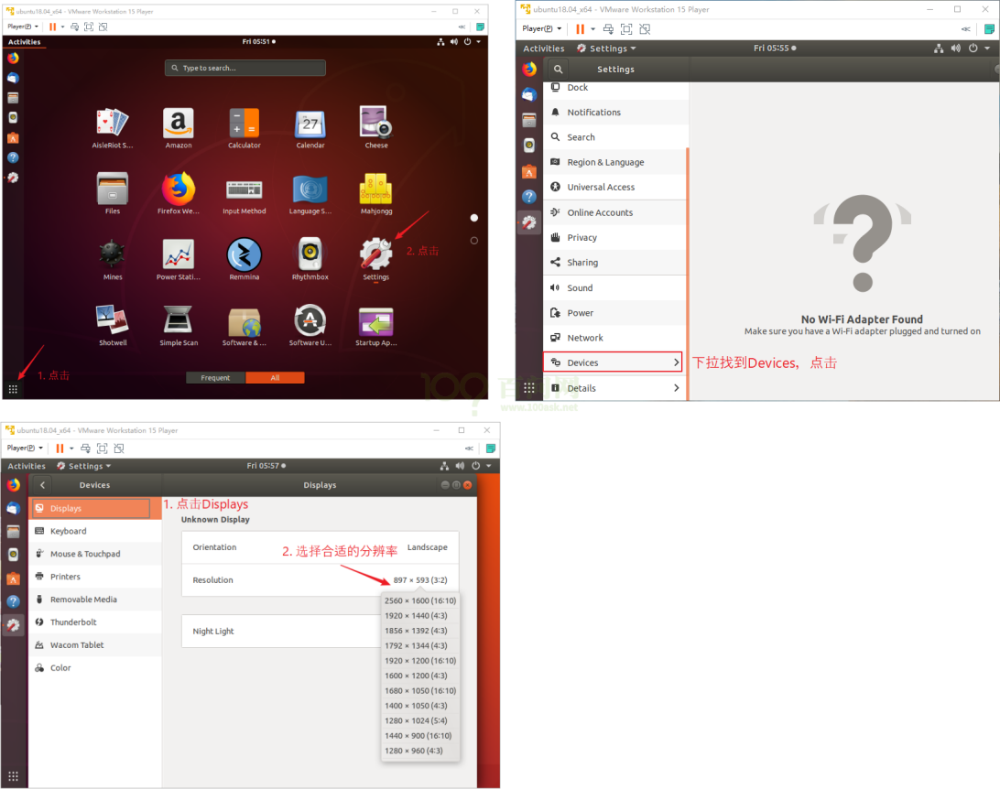 ubuntu18.04_x64 - VMware Workstation 15 Player
Player(P)
Activities
Fri 05:51
Type to search...
AisleRiot S...
Amazon
Calculator
Calendar
Cheese
Files
Firefox We...
Input Method
Language S...
Mahjongg
2. 点击
Mines
Power Stati...
Remmina
Rhythmbox
Settings
Shotwell
Simple Scan
Software & ...
Software U...
Startup Ap...
1. 点击
Frequent
All
ubuntu18.04_x64 - VMware Workstation 15 Player
Player(P)
Activities
Settings
Fri 05:55
Settings
Dock
Notifications
Search
Region & Language
Universal Access
Online Accounts
Privacy
Sharing
Sound
Power
Network
Devices
Details
No Wi-Fi Adapter Found
Make sure you have a Wi-Fi adapter plugged and turned on
下拉找到Devices，点击
百问网
www.100ask.net
ubuntu18.04_x64 - VMware Workstation 15 Player
Player(P)
Activities
Settings
Fri 05:57
Devices
Displays
Displays
Keyboard
Mouse & Touchpad
Printers
Removable Media
Thunderbolt
Wacom Tablet
Color
1. 点击Displays
Unknown Display
Orientation
Landscape
2. 选择合适的分辨率
Resolution
897 × 593 (3:2)
2560 × 1600 (16:10)
1920 × 1440 (4:3)
1856 × 1392 (4:3)
1792 × 1344 (4:3)
1920 × 1200 (16:10)
1600 × 1200 (4:3)
1680 × 1050 (16:10)
1400 × 1050 (4:3)
1280 × 1024 (5:4)
1440 × 900 (16:10)
1280 × 960 (4:3)
Night Light